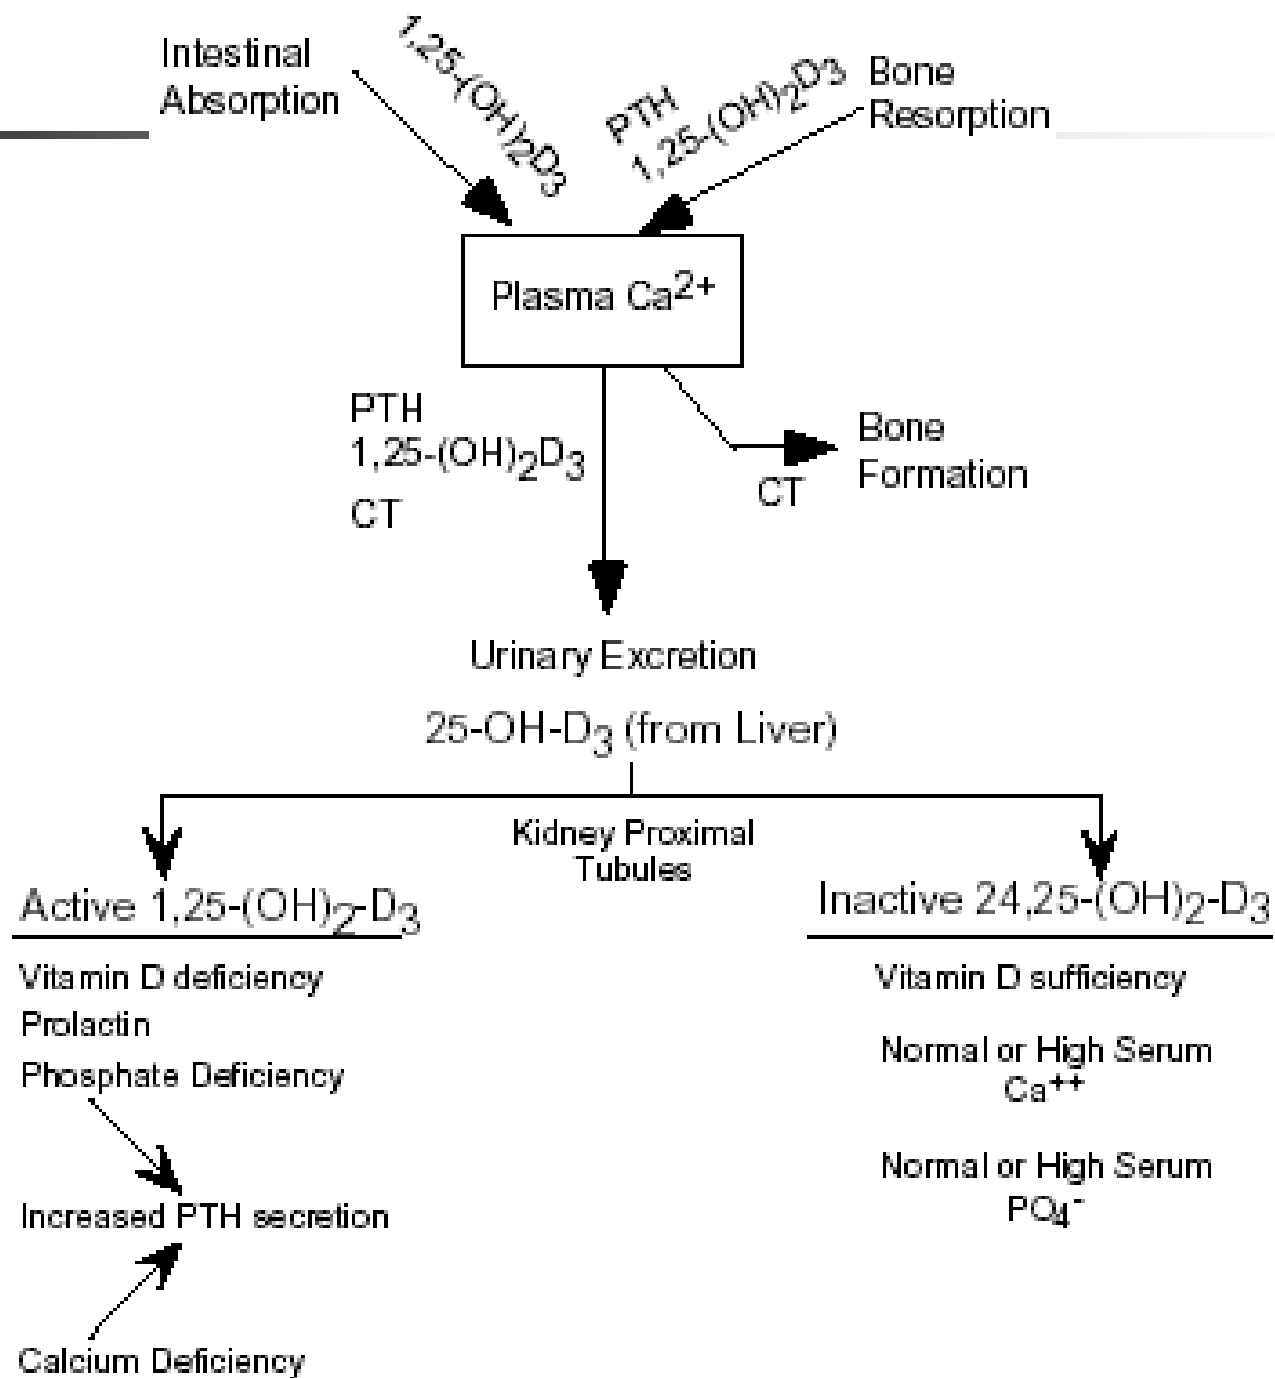 Intestinal
Absorption
1,25-(OH)₂D₃
PTH
1,25-(OH)₂D₃
Bone
Resorption
Plasma Ca²⁺
PTH
1,25-(OH)₂D₃
CT
CT
Bone
Formation
Urinary Excretion
25-OH-D₃ (from Liver)
Kidney Proximal
Tubules
Active 1,25-(OH)₂-D₃
Vitamin D deficiency
Prolactin
Phosphate Deficiency
Increased PTH secretion
Calcium Deficiency
Inactive 24,25-(OH)₂-D₃
Vitamin D sufficiency
Normal or High Serum
Ca⁺⁺
Normal or High Serum
PO₄⁻